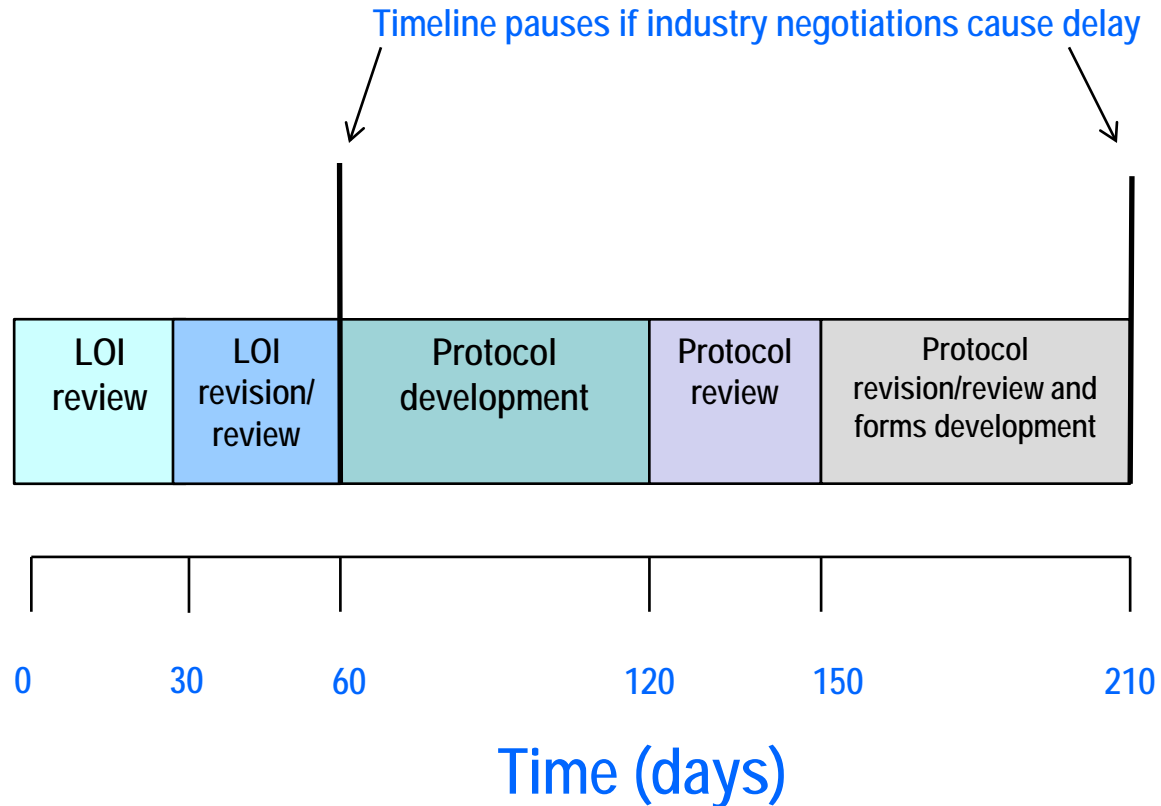 Timeline pauses if industry negotiations cause delay
LOI
review
LOI
revision/
review
Protocol
development
Protocol
review
Protocol
revision/review and
forms development
0
30
60
120
150
210
Time (days)